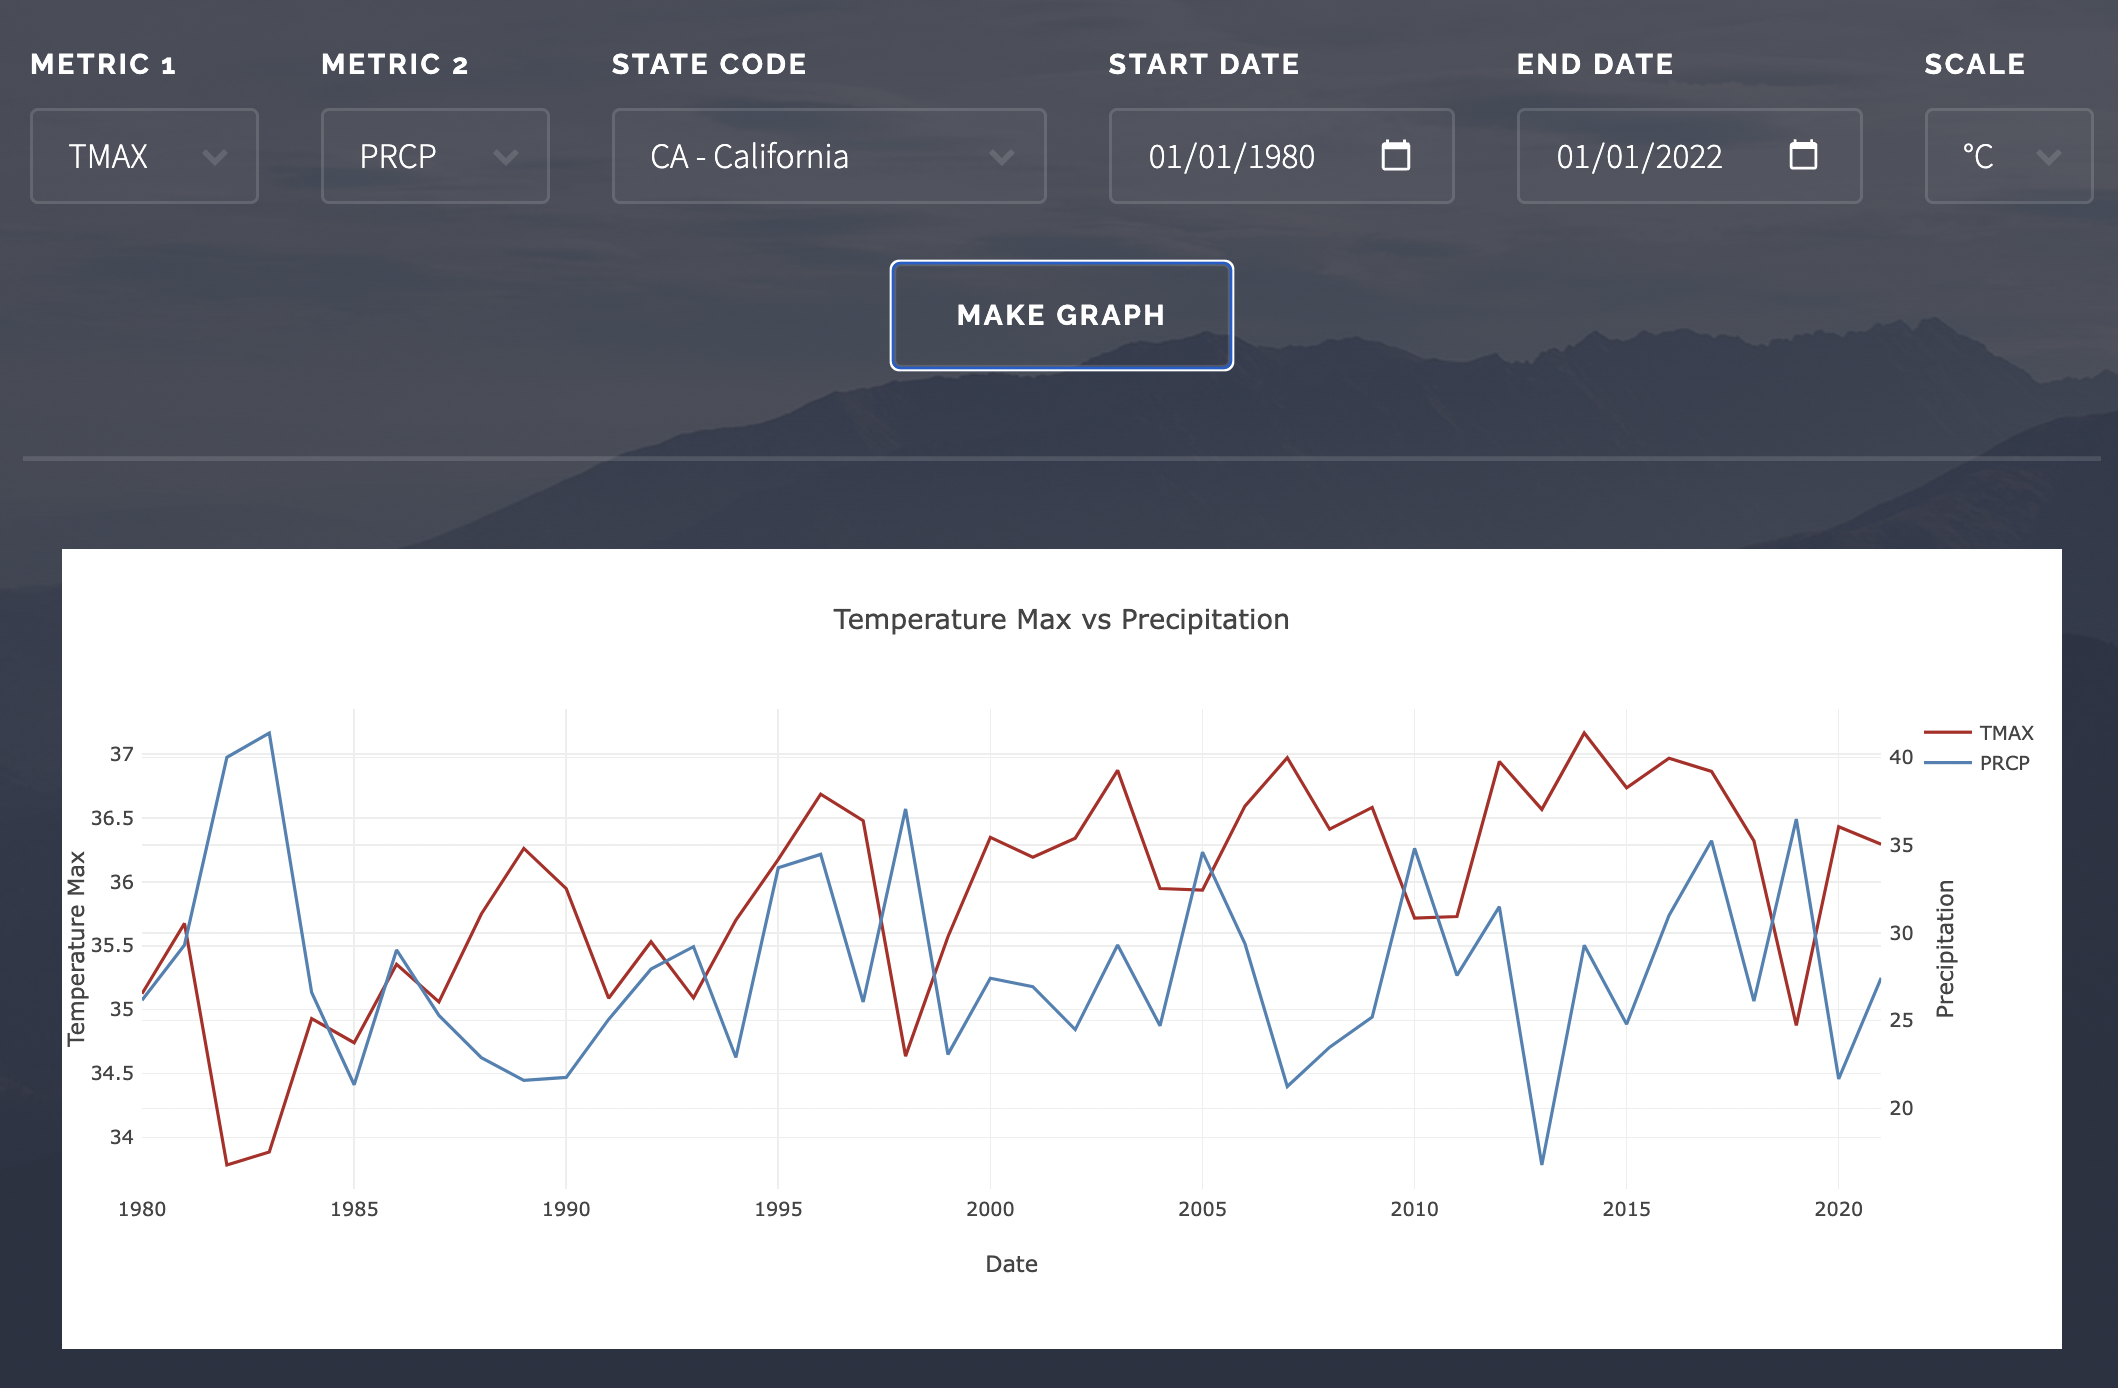 METRIC 1 METRIC 2 STATE CODE START DATE END DATE SCALE
TMAX PRCP CA - California 01/01/1980 01/01/2022 °C
MAKE GRAPH
Temperature Max vs Precipitation
TMAX
PRCP
Temperature Max
37
36.5
36
35.5
35
34.5
34
40
35
30
25
20
Precipitation
1980 1985 1990 1995 2000 2005 2010 2015 2020
Date